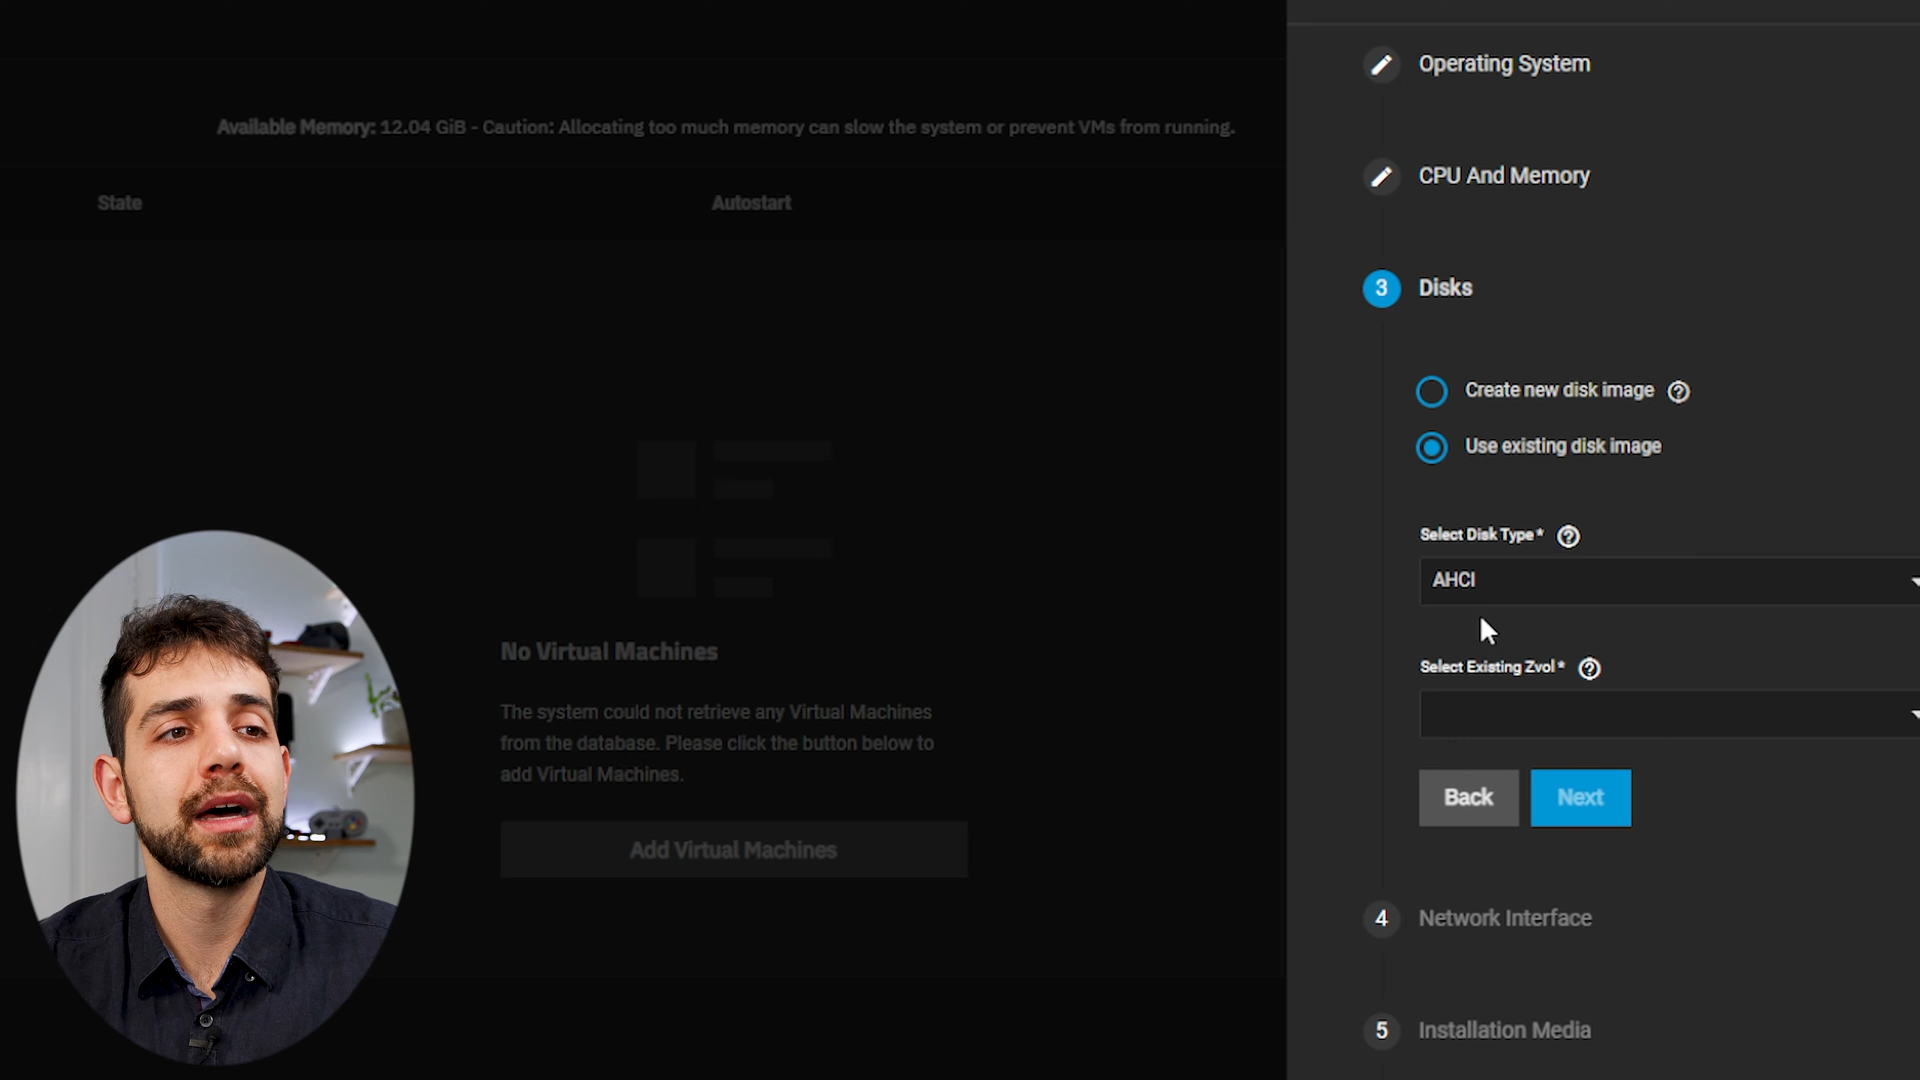 Available Memory: 12.04 GiB - Caution: Allocating too much memory can slow the system or prevent VMs from running.
State
Autostart
No Virtual Machines
The system could not retrieve any Virtual Machines
from the database. Please click the button below to
add Virtual Machines.
Add Virtual Machines
Operating System
CPU And Memory
3 Disks
Create new disk image ?
Use existing disk image
Select Disk Type* ?
AHCI
Select Existing Zvol* ?
Back Next
4 Network Interface
5 Installation Media